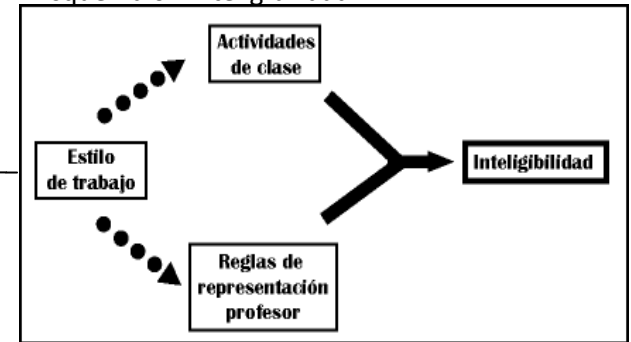 Actividades
de clase
Estilo
de trabajo
Inteligibilidad
Reglas de
representación
profesor